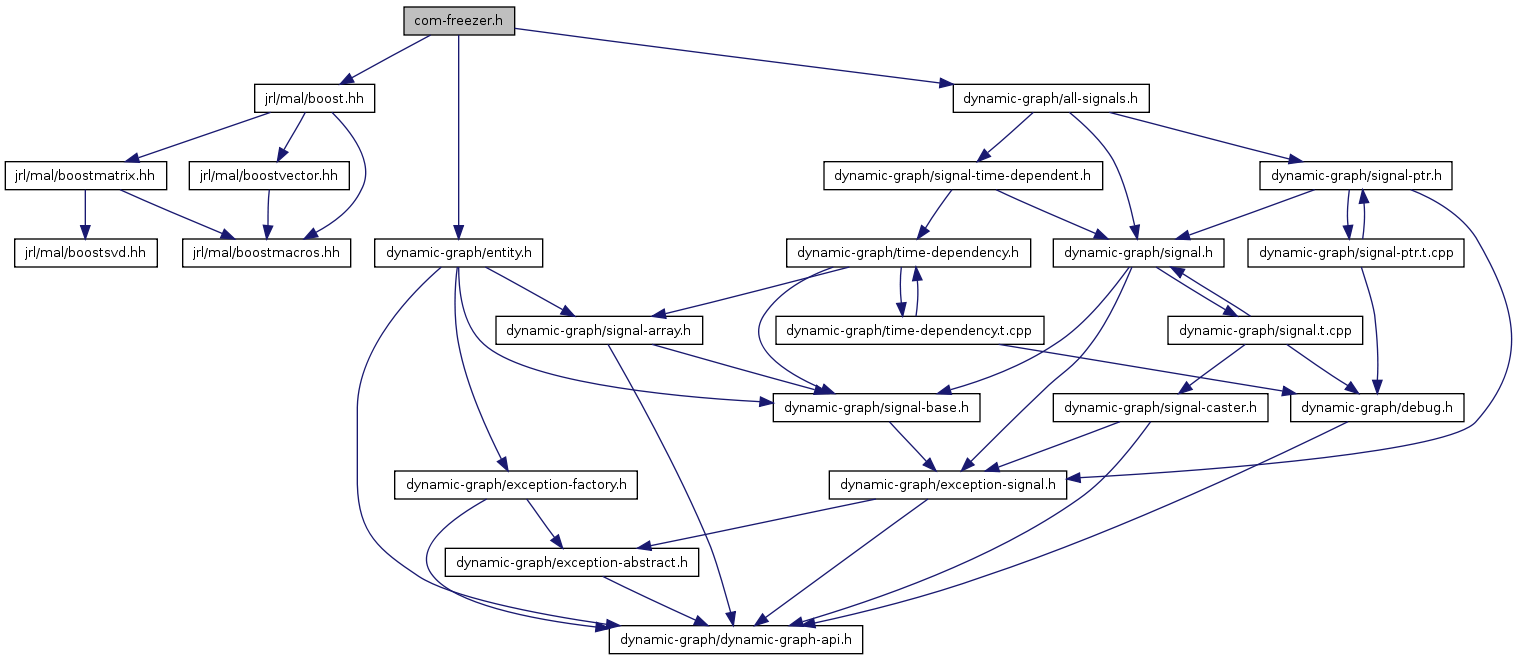 com-freezer.h
jrl/mal/boost.hh
dynamic-graph/all-signals.h
jrl/mal/boostmatrix.hh
jrl/mal/boostvector.hh
dynamic-graph/signal-time-dependent.h
dynamic-graph/signal-ptr.h
jrl/mal/boostsvd.hh
jrl/mal/boostmacros.hh
dynamic-graph/entity.h
dynamic-graph/time-dependency.h
dynamic-graph/signal.h
dynamic-graph/signal-ptr.t.cpp
dynamic-graph/signal-array.h
dynamic-graph/time-dependency.t.cpp
dynamic-graph/signal.t.cpp
dynamic-graph/signal-base.h
dynamic-graph/signal-caster.h
dynamic-graph/debug.h
dynamic-graph/exception-factory.h
dynamic-graph/exception-signal.h
dynamic-graph/exception-abstract.h
dynamic-graph/dynamic-graph-api.h